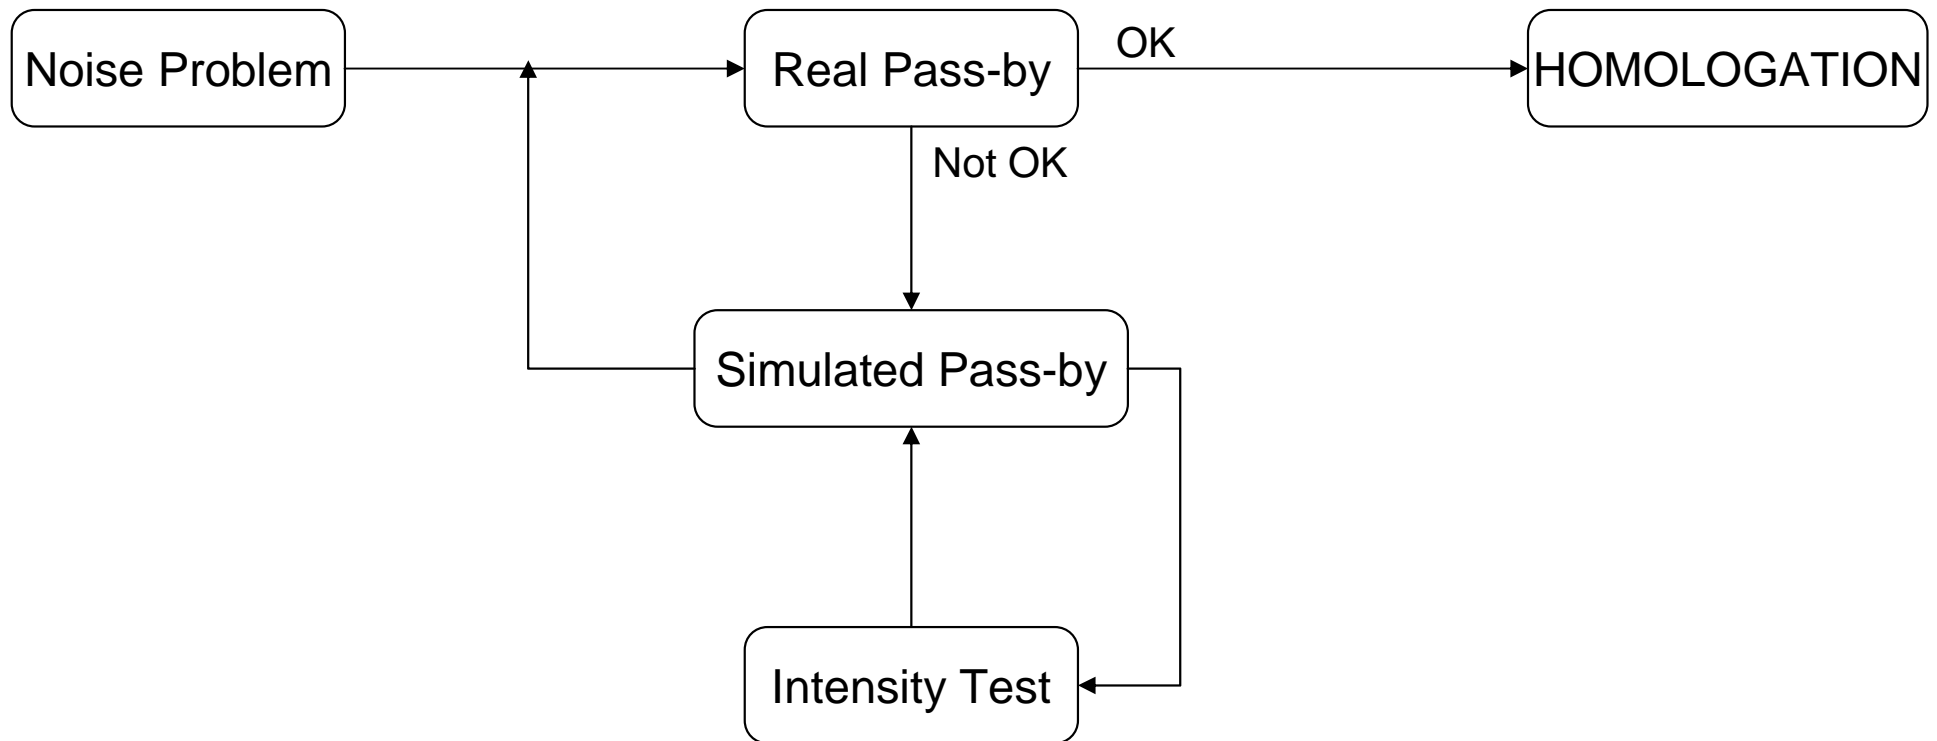 Noise Problem
Real Pass-by
OK
HOMOLOGATION
Not OK
Simulated Pass-by
Intensity Test